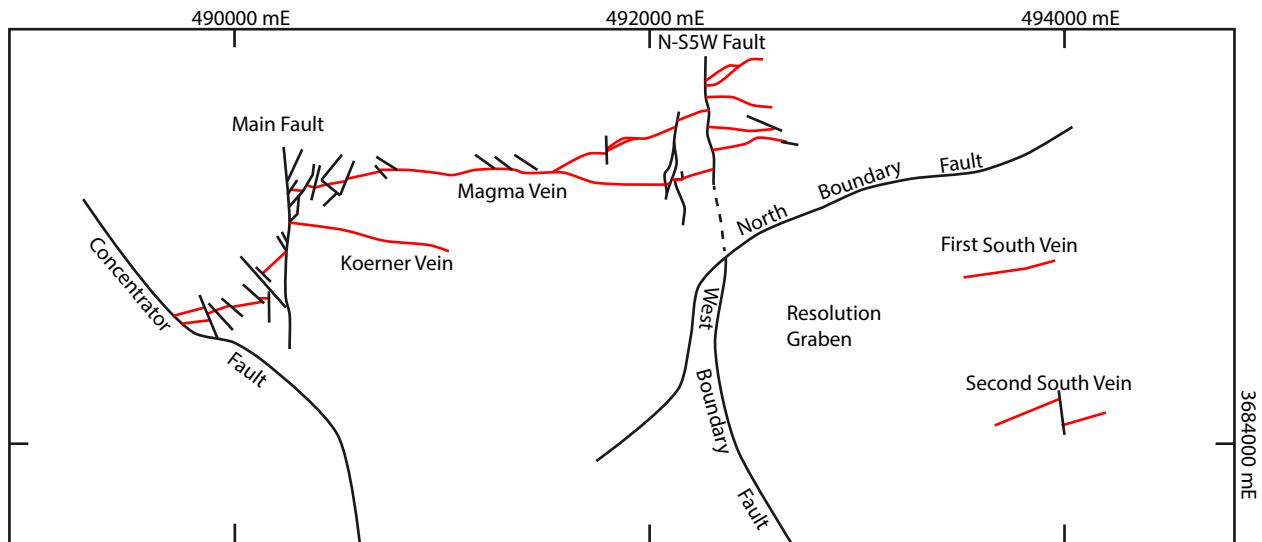 490000 mE
492000 mE
494000 mE
N-S5W Fault
Main Fault
Magma Vein
North Boundary Fault
Koerner Vein
First South Vein
Concentrator Fault
West Boundary Fault
Resolution
Graben
Second South Vein
3684000 mE